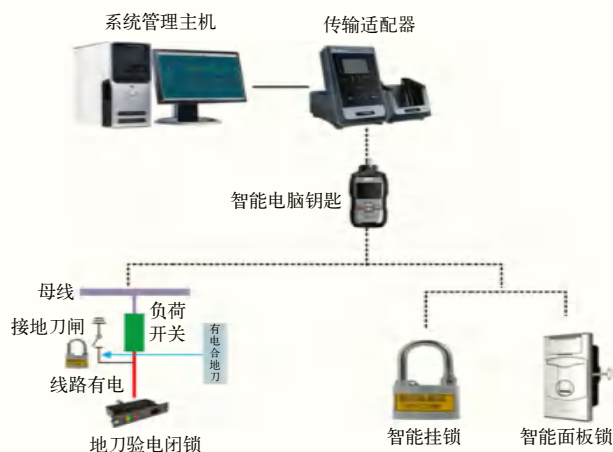 系统管理主机
传输适配器
智能电脑钥匙
母线
负荷
开关
接地刀闸
有电合地刀
线路有电
地刀验电闭锁
智能挂锁
智能面板锁